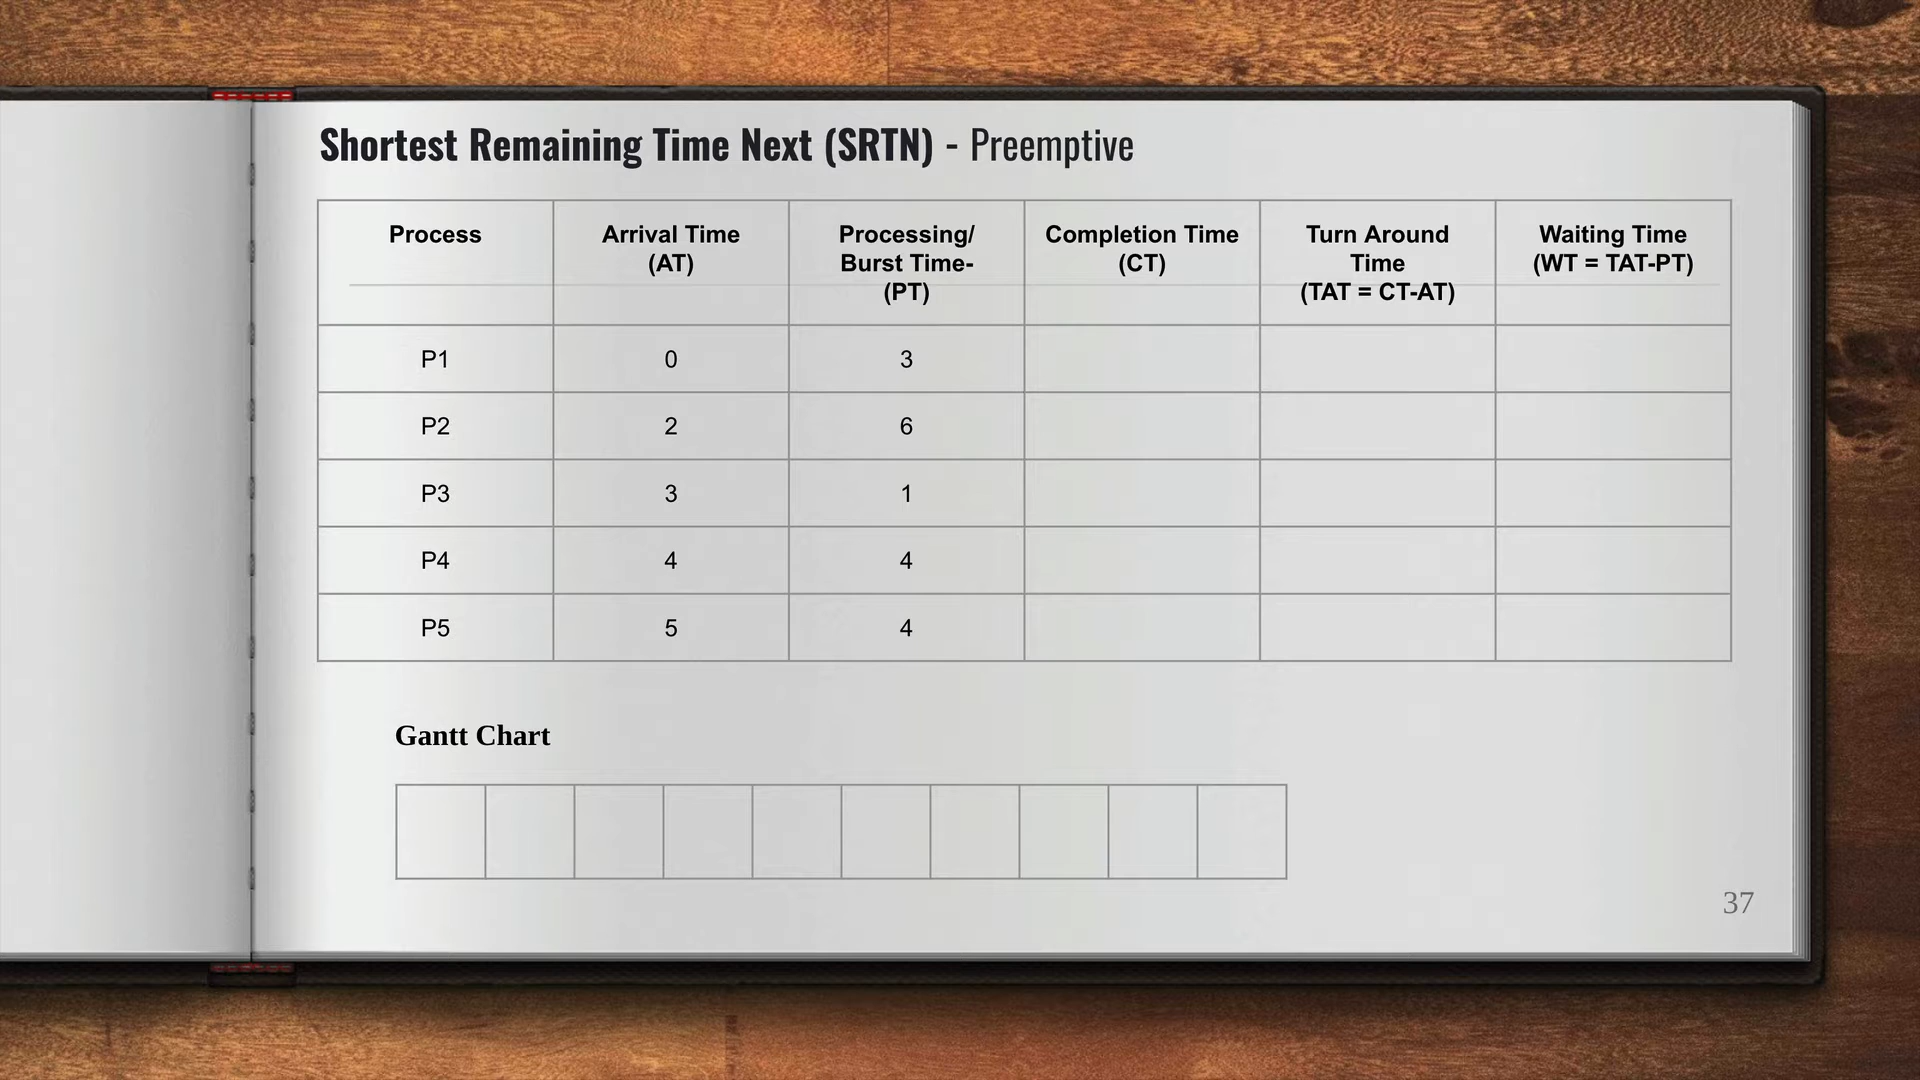 Shortest Remaining Time Next (SRTN) - Preemptive
Process
Arrival Time
(AT)
Processing/
Burst Time-
(PT)
Completion Time
(CT)
Turn Around
Time
(TAT = CT-AT)
Waiting Time
(WT = TAT-PT)
P1 0 3
P2 2 6
P3 3 1
P4 4 4
P5 5 4
Gantt Chart
37